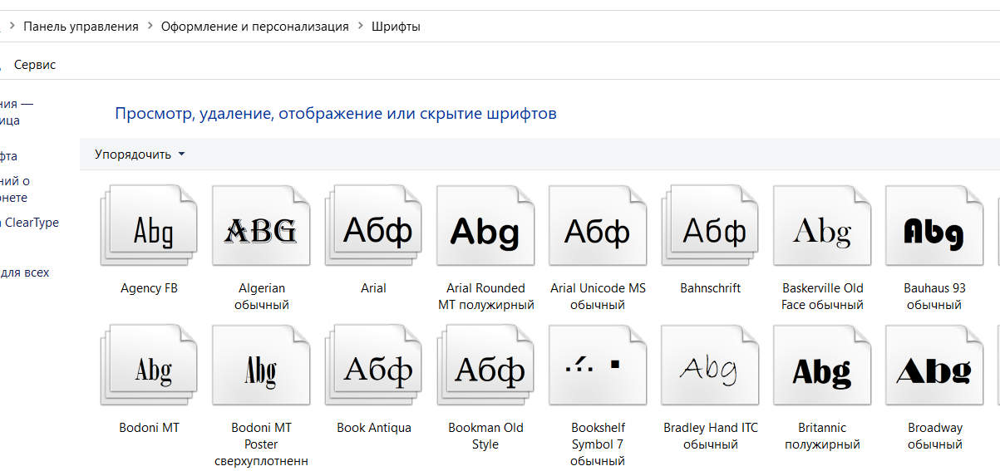 Панель управления > Оформление и персонализация > Шрифты
Сервис
ния —
ица
фта
ний о
рнете
ClearType
для всех
Просмотр, удаление, отображение или скрытие шрифтов
Упорядочить
Abg ABG Абф Abg Абф Абф Abg Abg
Agency FB
Algerian
обычный
Arial
Arial Rounded
MT полужирный
Arial Unicode MS
обычный
Bahnschrift
Baskerville Old
Face обычный
Bauhaus 93
обычный
Abg Abg Абф Абф Abg Abg Abg
Bodoni MT
Bodoni MT
Poster
сверхуплотненн
Book Antiqua
Bookman Old
Style
Bookshelf
Symbol 7
обычный
Bradley Hand ITC
обычный
Britannic
полужирный
Broadway
обычный